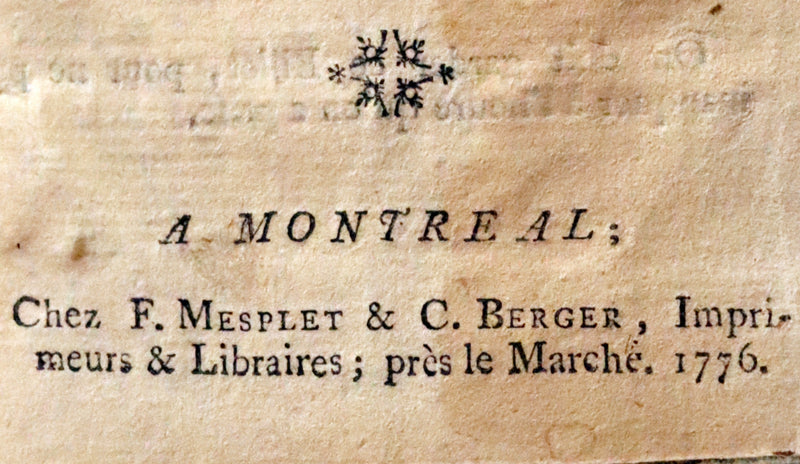 A MONTREAL;
Chez F. MESPLET & C. BERGER, Impri-
meurs & Libraires; près le Marché. 1776.